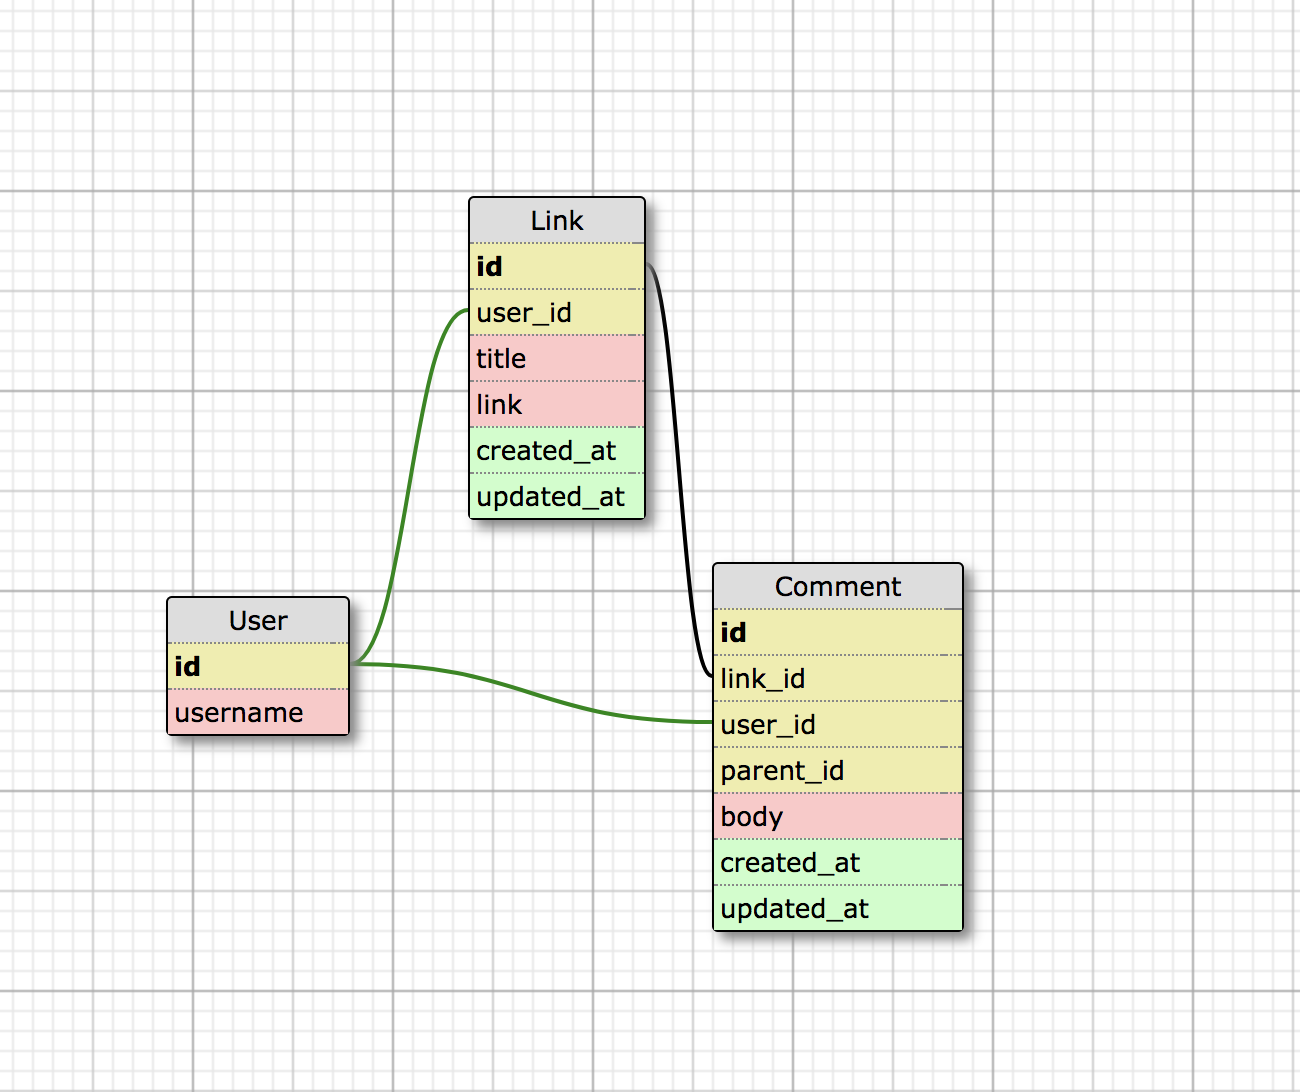 Link
id
user_id
title
link
created_at
updated_at
User
id
username
Comment
id
link_id
user_id
parent_id
body
created_at
updated_at